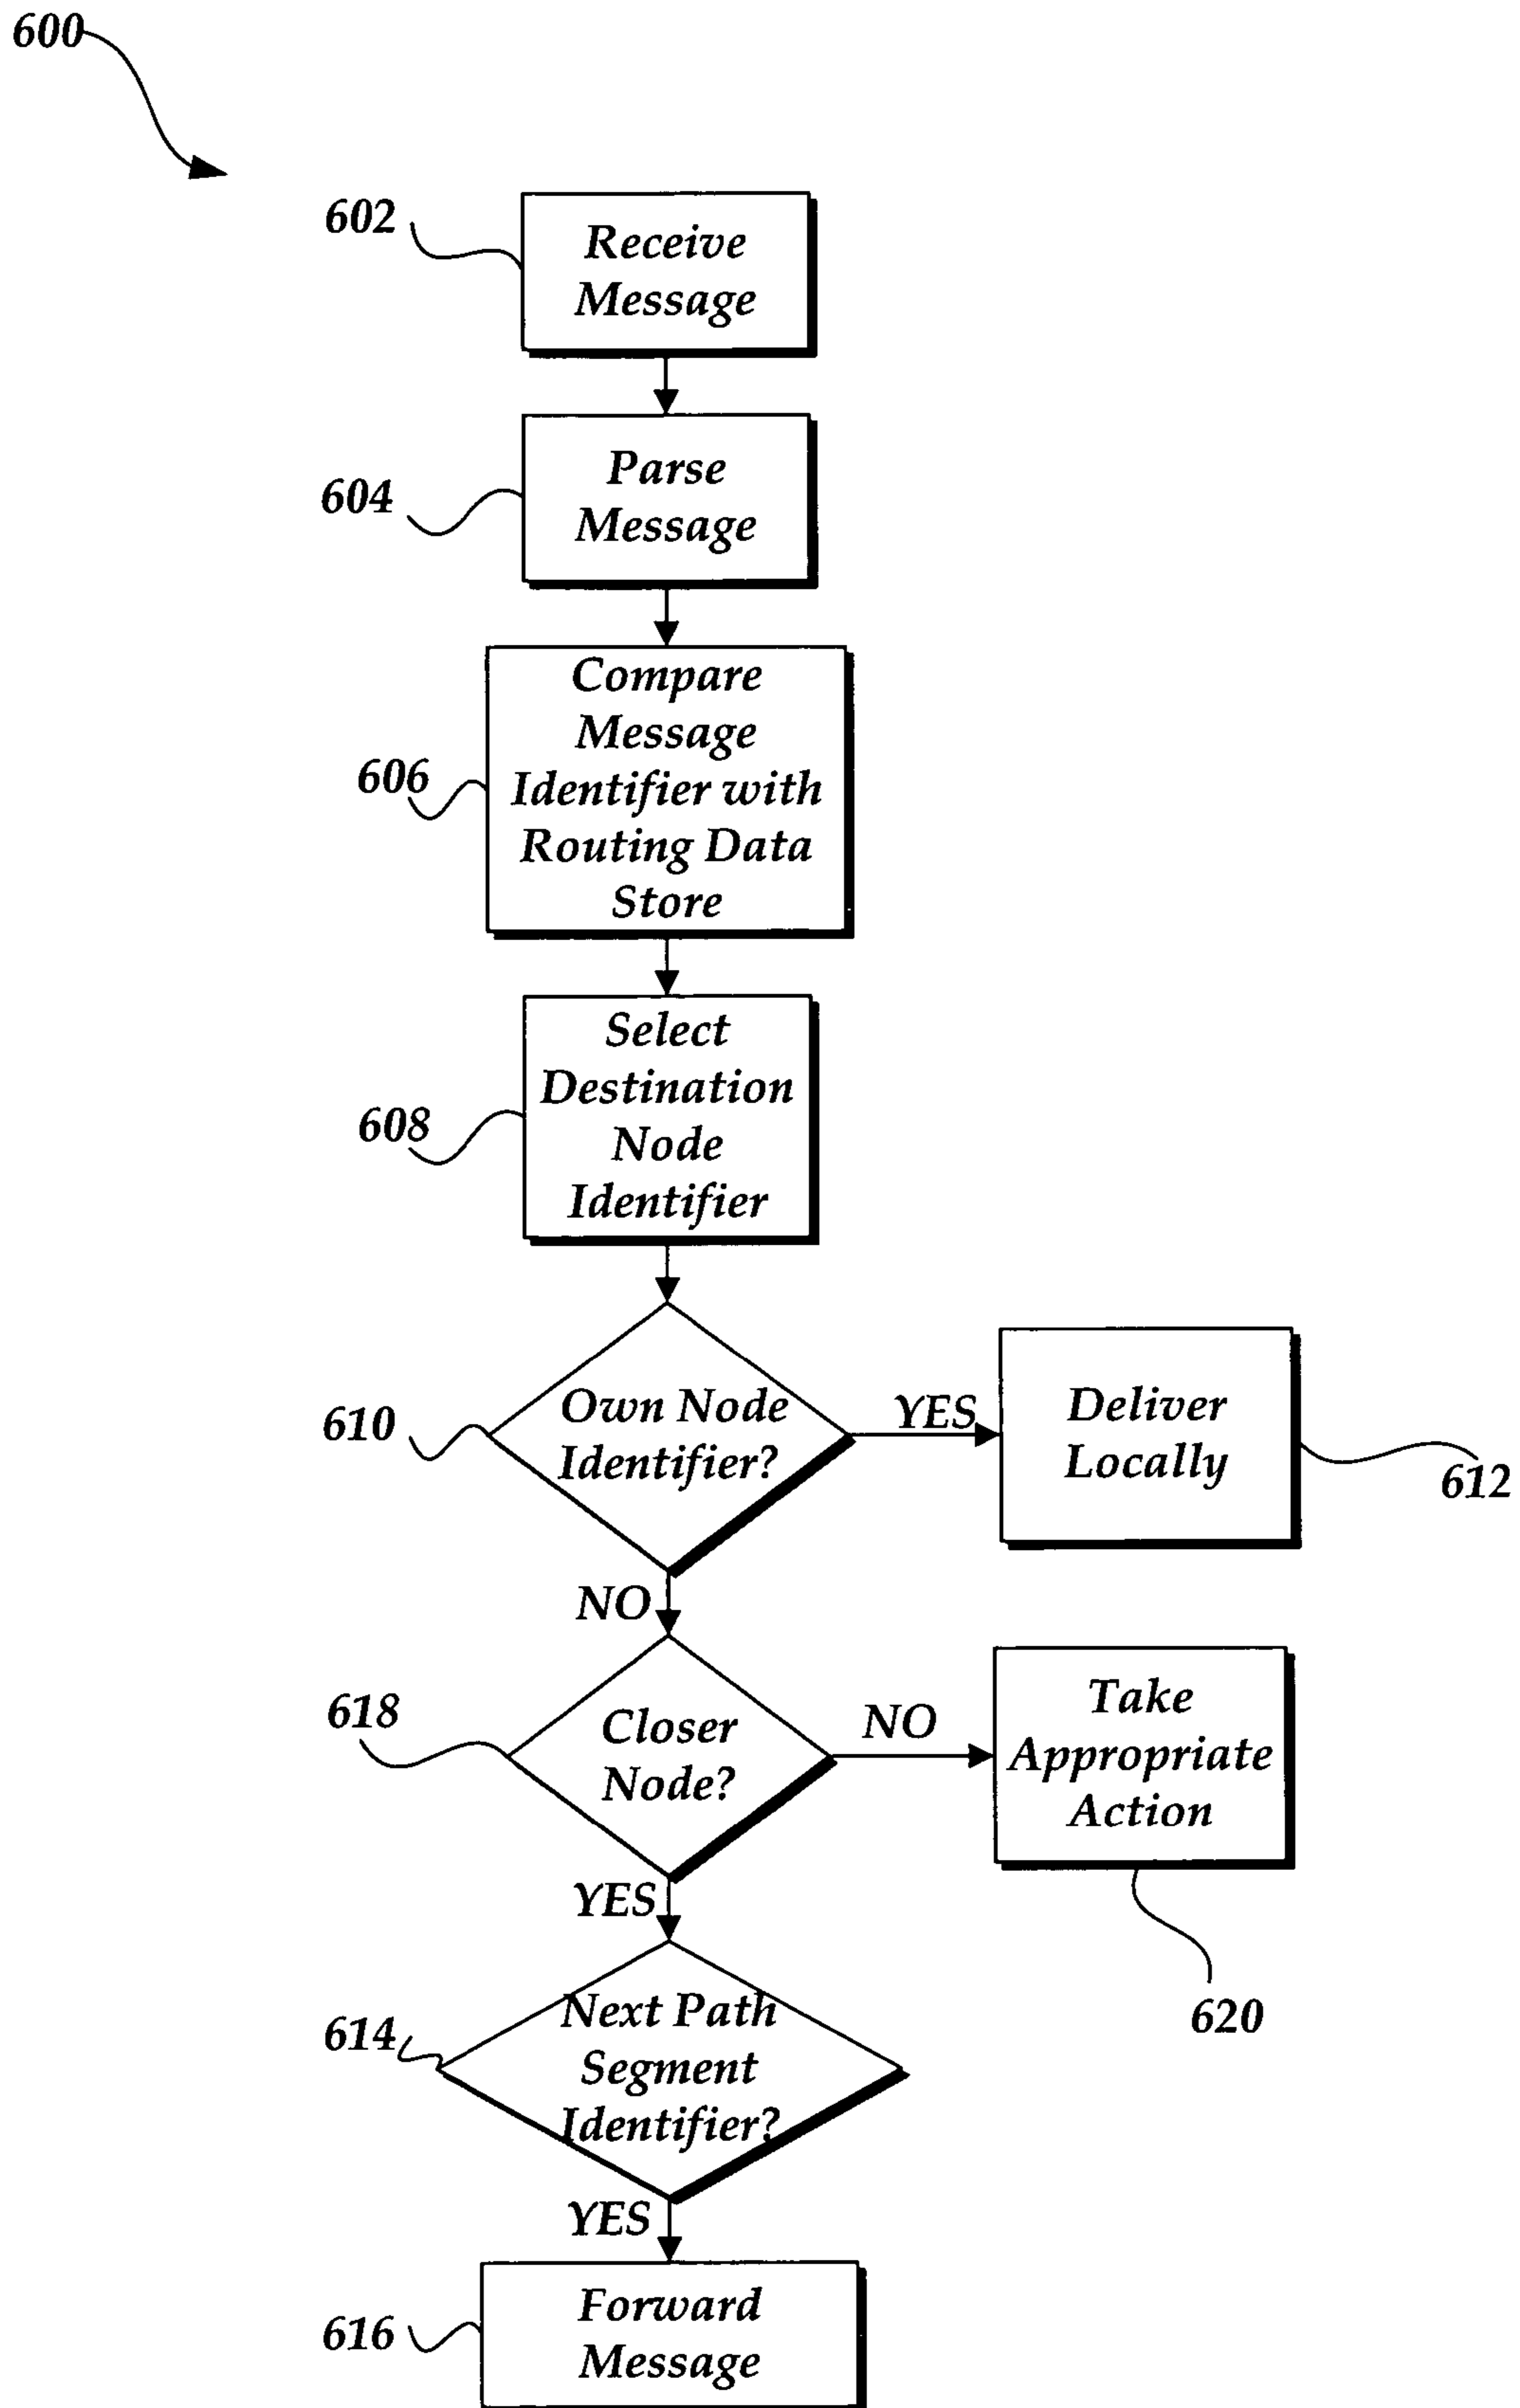 600
602
Receive
Message
604
Parse
Message
606
Compare
Message
Identifier with
Routing Data
Store
608
Select
Destination
Node
Identifier
610
Own Node
Identifier?
YES
Deliver
Locally
612
NO
618
Closer
Node?
NO
Take
Appropriate
Action
620
YES
614
Next Path
Segment
Identifier?
YES
616
Forward
Message